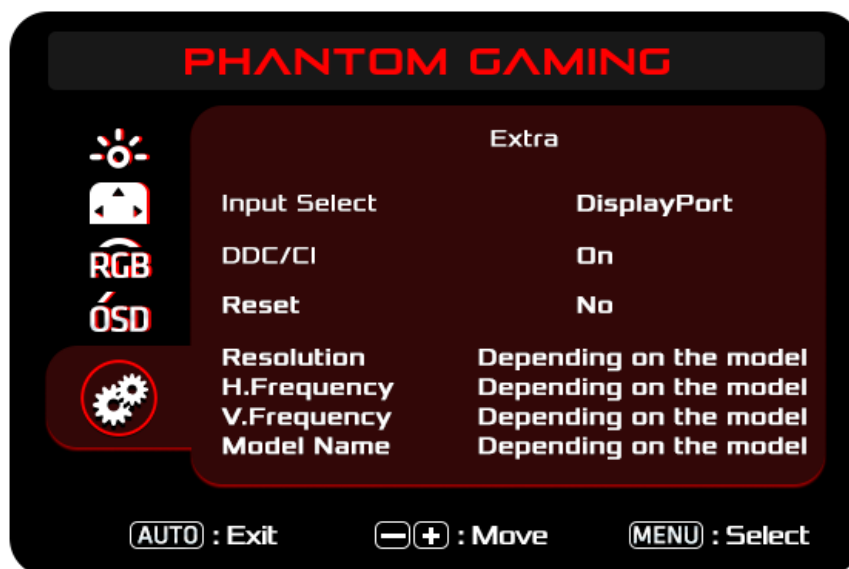 PHANTOM GAMING
Extra
Input Select DisplayPort
RGB DDC/CI On
OSD Reset No
Resolution Depending on the model
H.Frequency Depending on the model
V.Frequency Depending on the model
Model Name Depending on the model
AUTO : Exit − + : Move MENU : Select